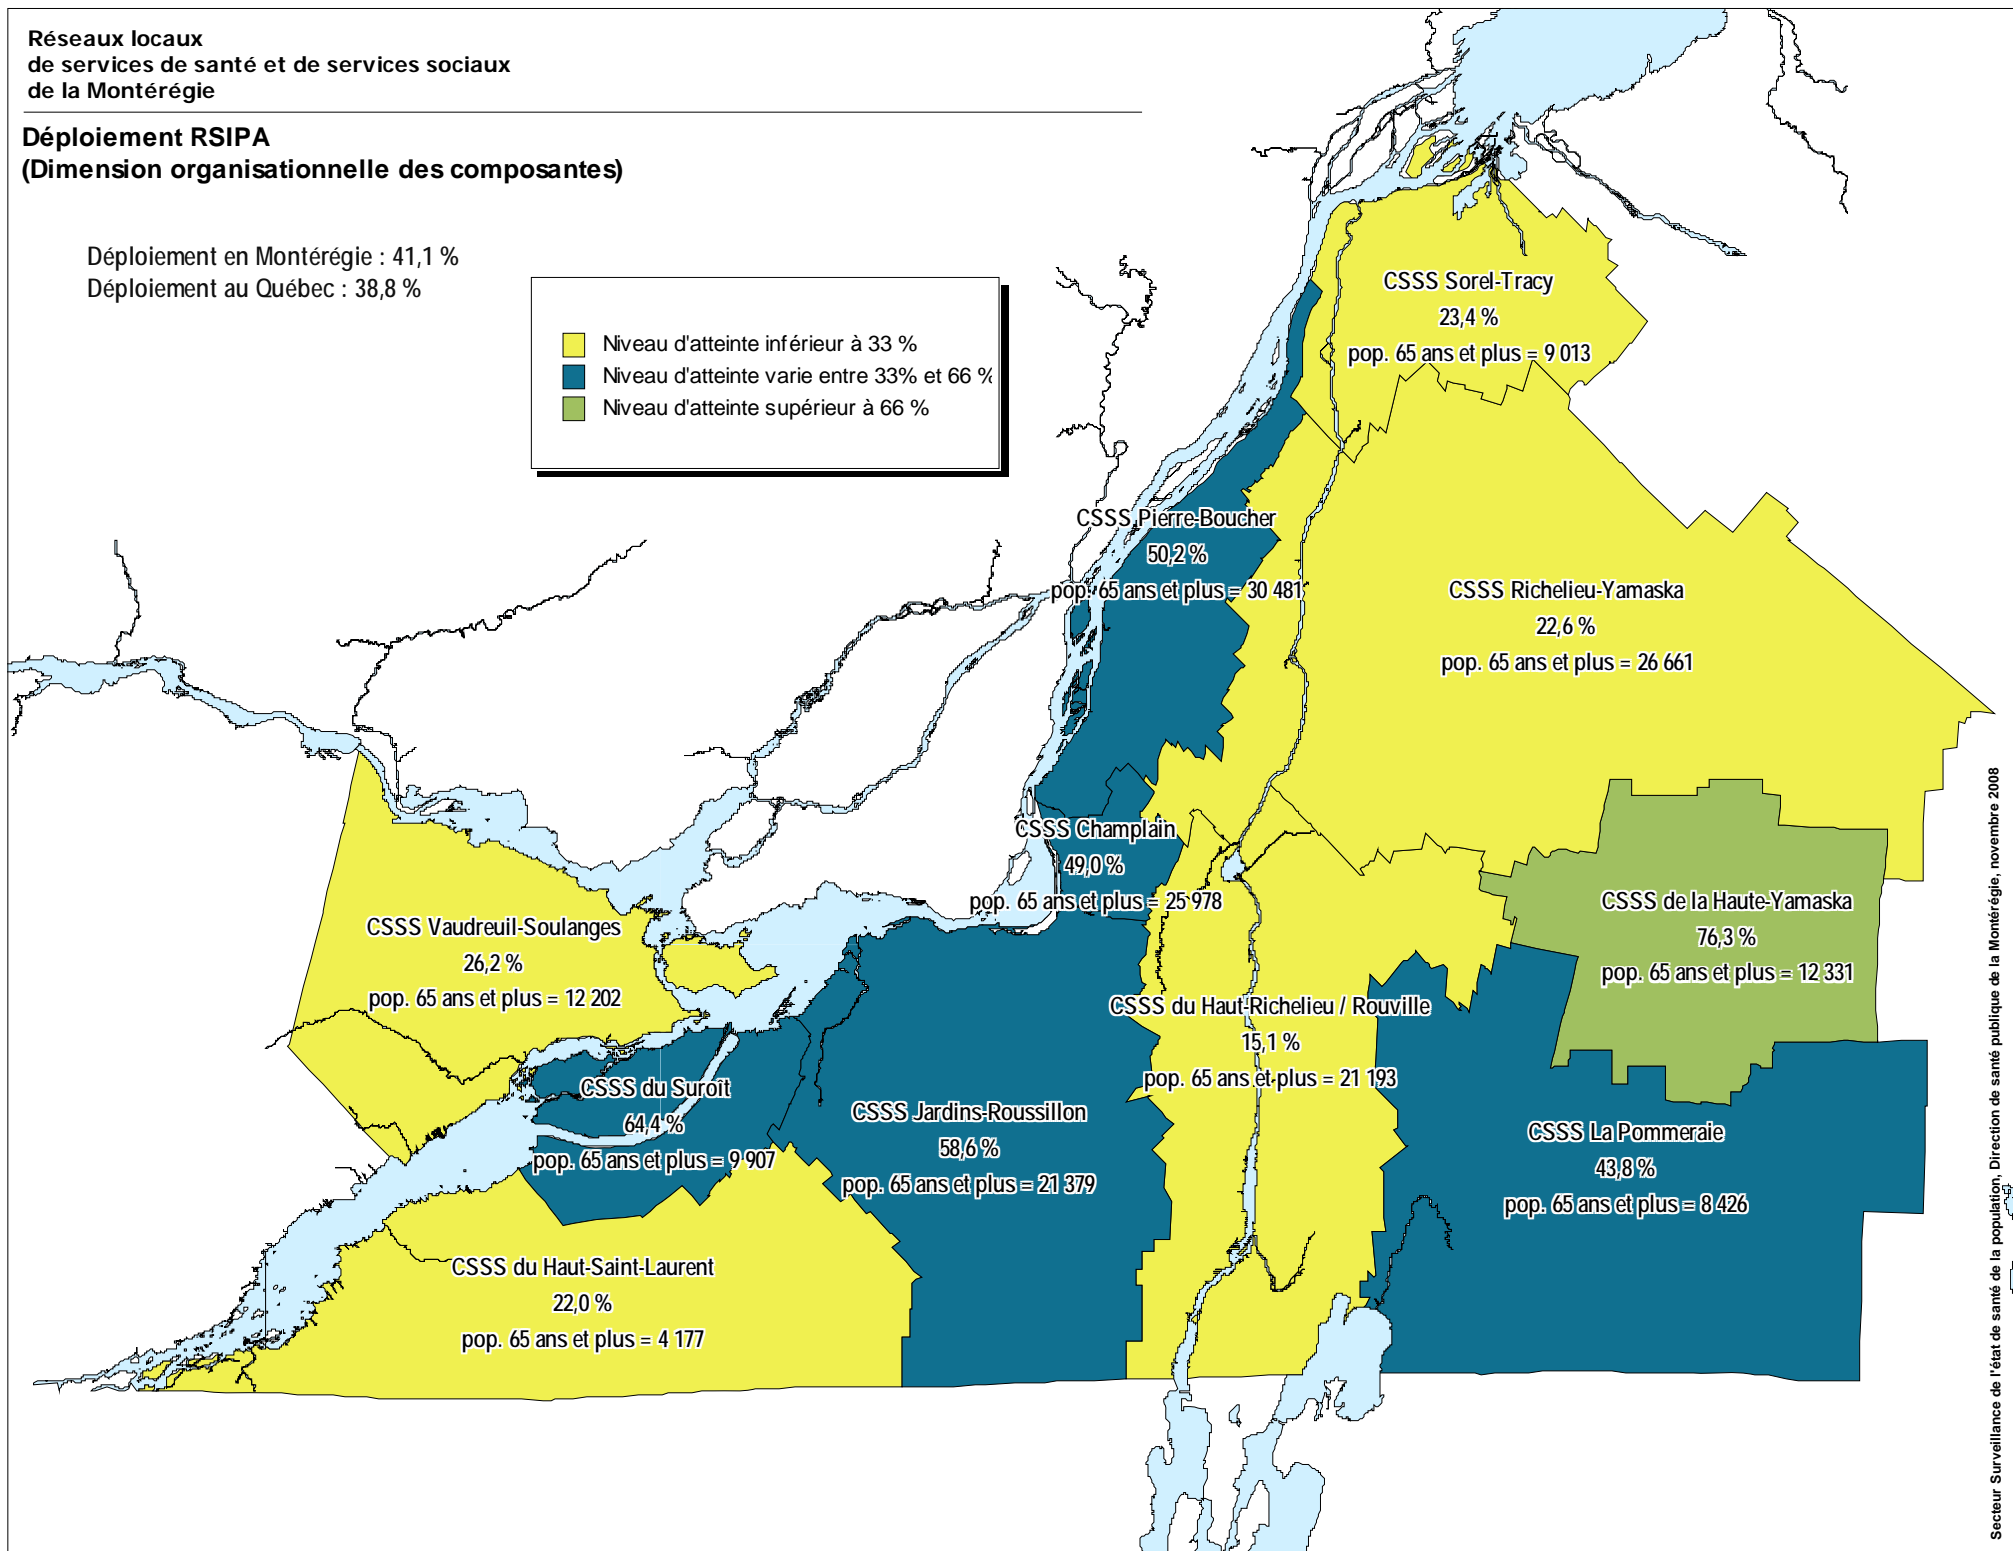 Réseaux locaux
de services de santé et de services sociaux
de la Montérégie
Déploiement RSIPA
(Dimension organisationnelle des composantes)
Déploiement en Montérégie : 41,1 %
Déploiement au Québec : 38,8 %
Niveau d'atteinte inférieur à 33 %
Niveau d'atteinte varie entre 33% et 66 %
Niveau d'atteinte supérieur à 66 %
CSSS Sorel-Tracy
23,4 %
pop. 65 ans et plus = 9 013
CSSS Pierre-Boucher
50,2 %
pop. 65 ans et plus = 30 481
CSSS Richelieu-Yamaska
22,6 %
pop. 65 ans et plus = 26 661
CSSS Champlain
49,0 %
pop. 65 ans et plus = 25 978
CSSS de la Haute-Yamaska
76,3 %
pop. 65 ans et plus = 12 331
CSSS Vaudreuil-Soulanges
26,2 %
pop. 65 ans et plus = 12 202
CSSS du Haut-Richelieu / Rouville
15,1 %
pop. 65 ans et plus = 21 193
CSSS du Suroît
64,4 %
pop. 65 ans et plus = 9 907
CSSS Jardins-Roussillon
58,6 %
pop. 65 ans et plus = 21 379
CSSS La Pommeraie
43,8 %
pop. 65 ans et plus = 8 426
CSSS du Haut-Saint-Laurent
22,0 %
pop. 65 ans et plus = 4 177
Secteur Surveillance de l'état de santé de la population, Direction de santé publique de la Montérégie, novembre 2008